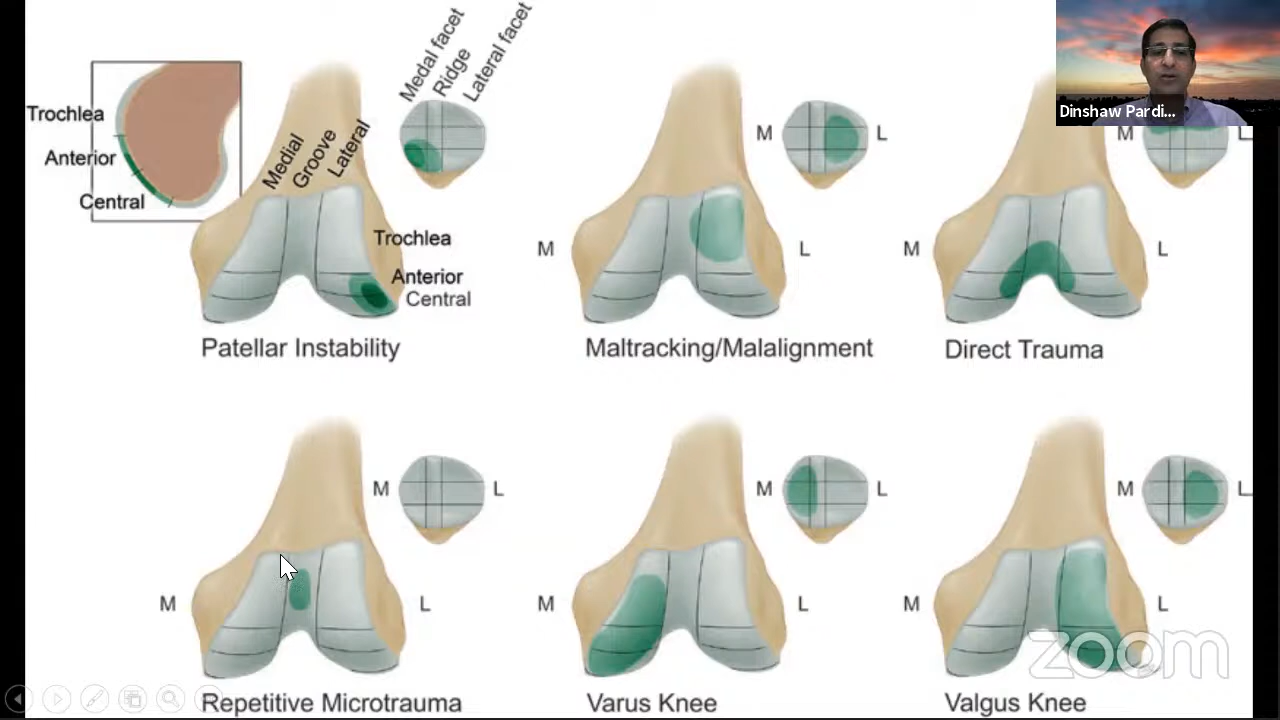 Medal facet
Ridge
Lateral facet
Dinshaw Pardi...
Trochlea
Anterior
Central
Medial
Groove
Lateral
Trochlea
Anterior
Central
Patellar Instability
M
L
M
L
Maltracking/Malalignment
M
L
M
L
Direct Trauma
M
L
M
L
Repetitive Microtrauma
M
L
M
L
Varus Knee
M
L
M
L
Valgus Knee
zoom